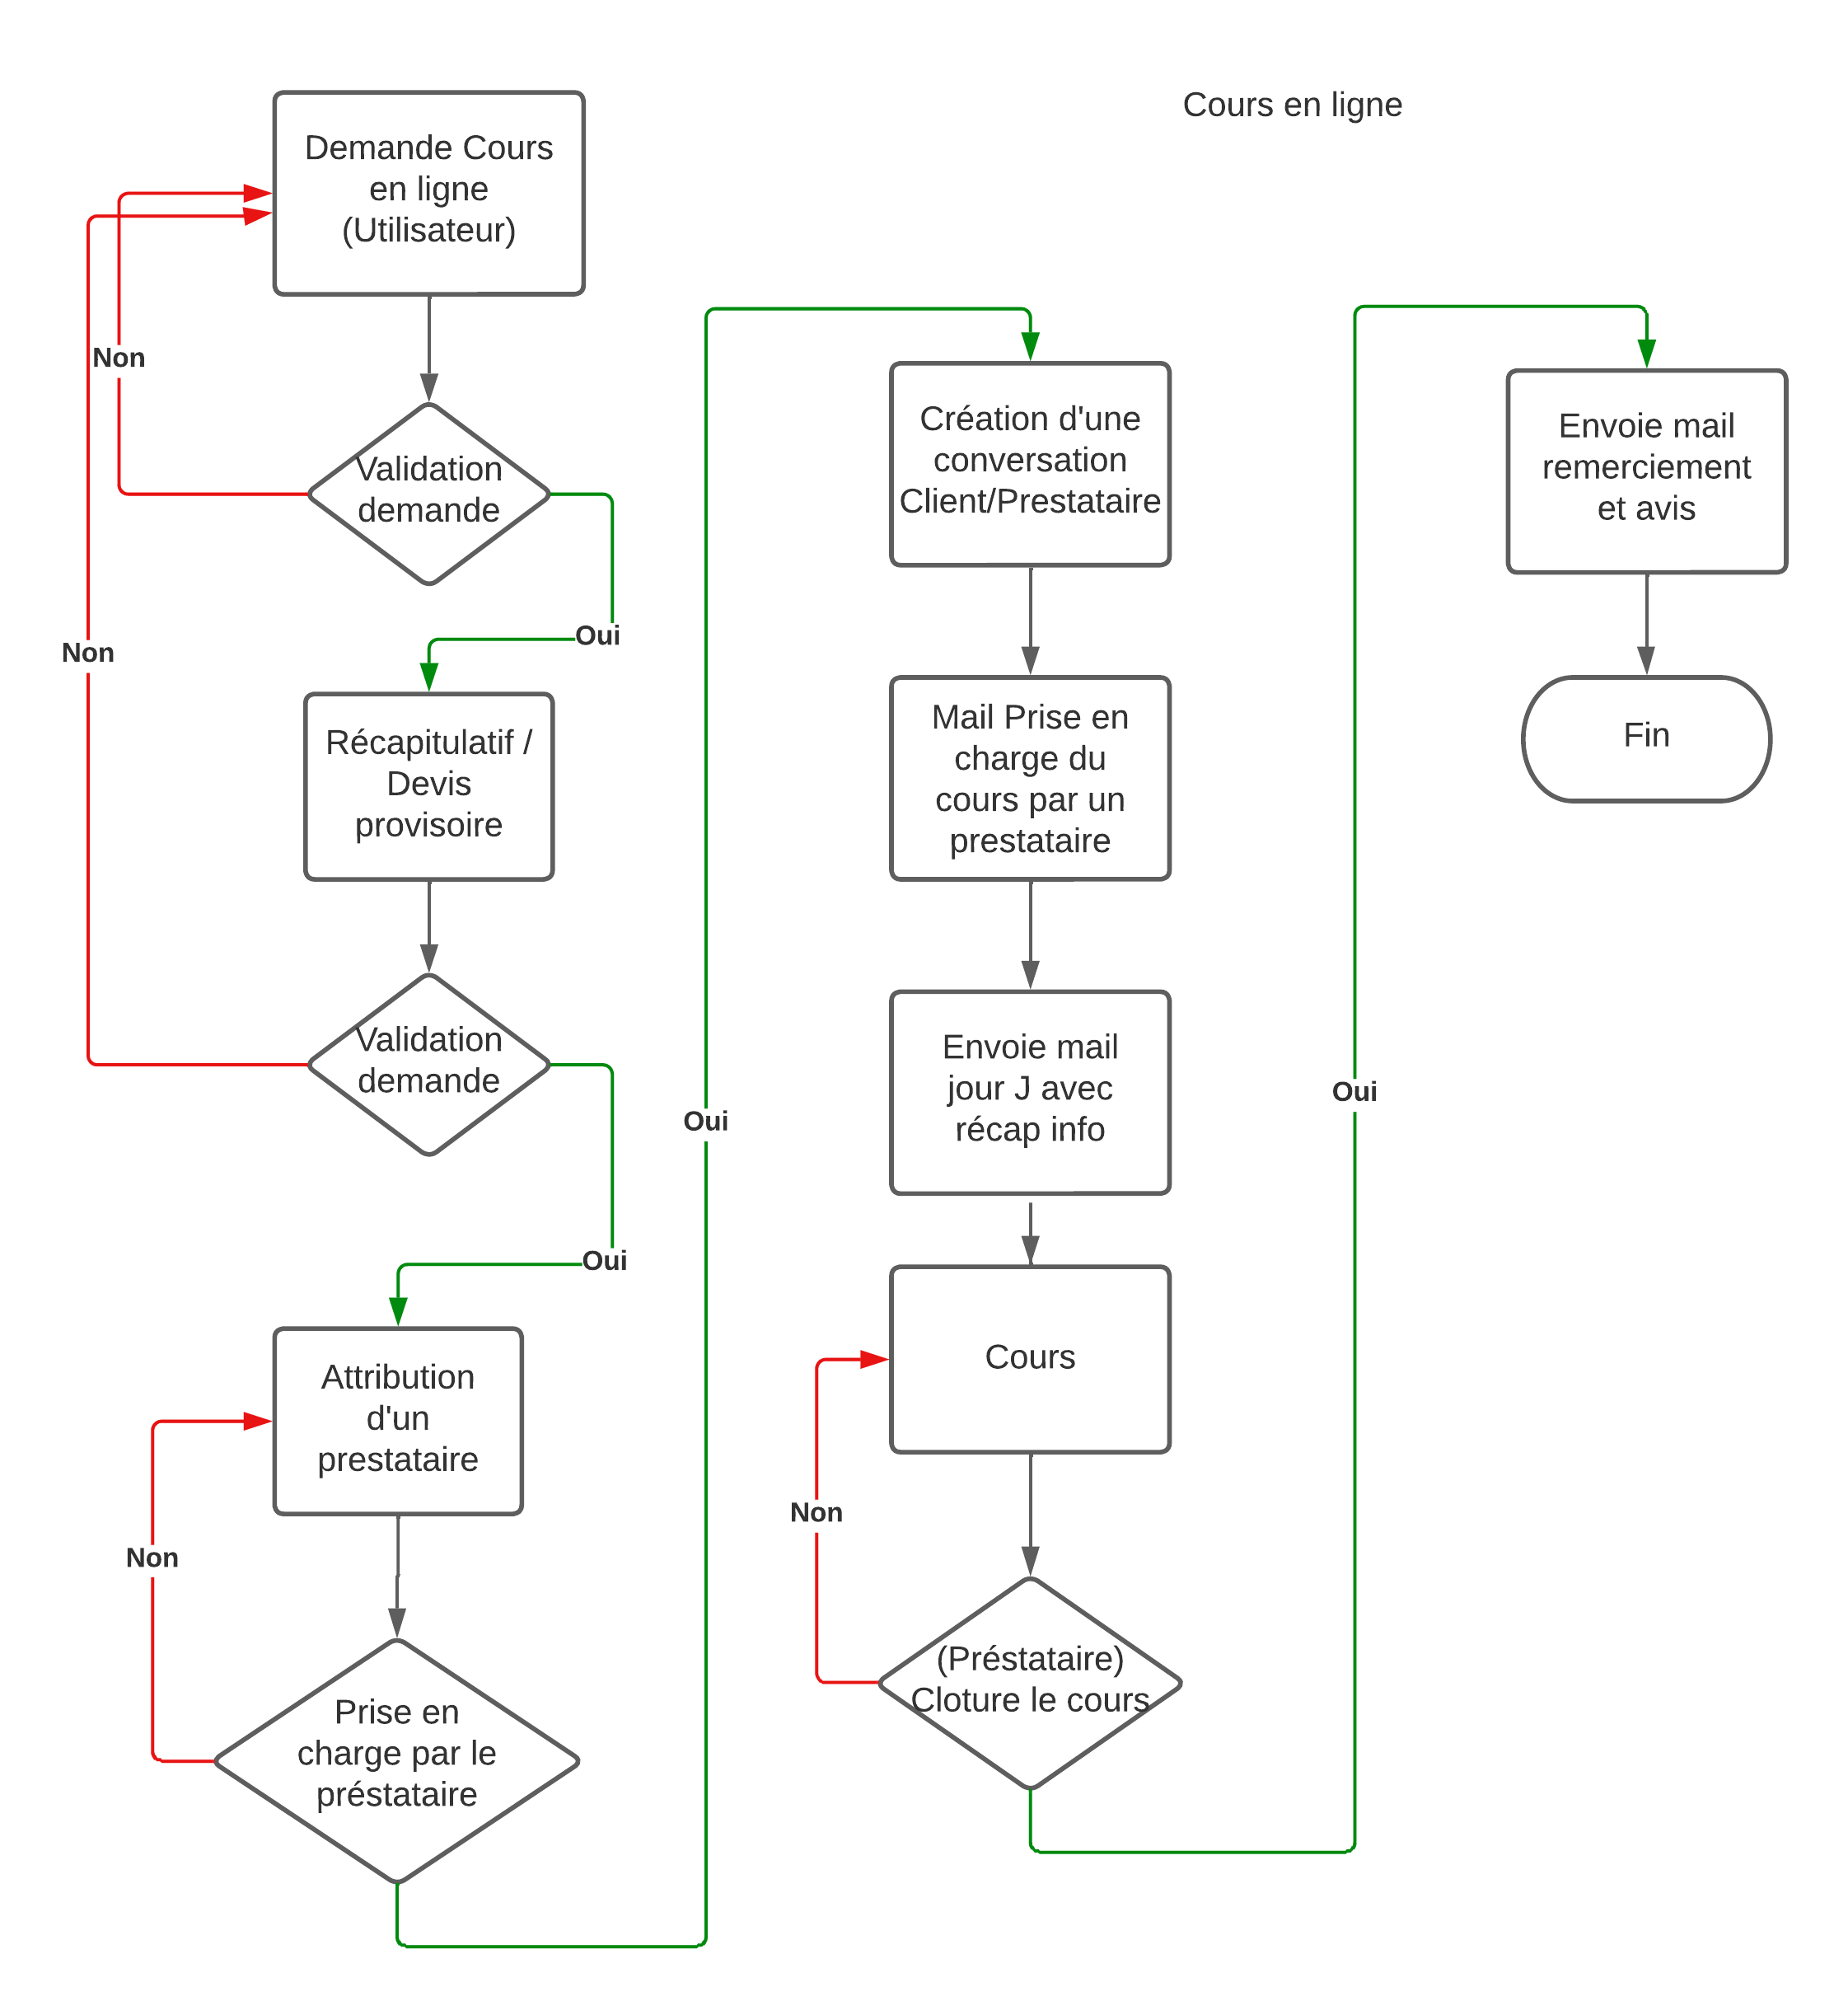 Cours en ligne
Demande Cours
en ligne
(Utilisateur)
Non
Validation
demande
Oui
Non
Récapitulatif /
Devis
provisoire
Validation
demande
Oui
Attribution
d'un
prestataire
Non
Prise en
charge par le
préstataire
Oui
Création d'une
conversation
Client/Prestataire
Mail Prise en
charge du
cours par un
prestataire
Envoie mail
jour J avec
récap info
Cours
Non
(Préstataire)
Cloture le cours
Oui
Envoie mail
remerciement
et avis
Fin